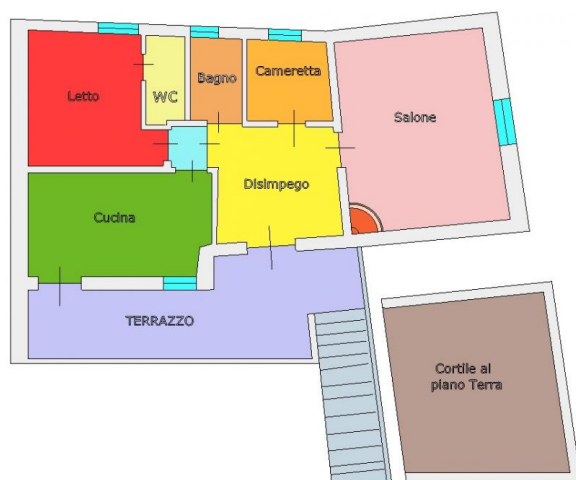 Letto
WC
Bagno
Cameretta
Salone
Disimpego
Cucina
TERRAZZO
Cortile al
piano Terra